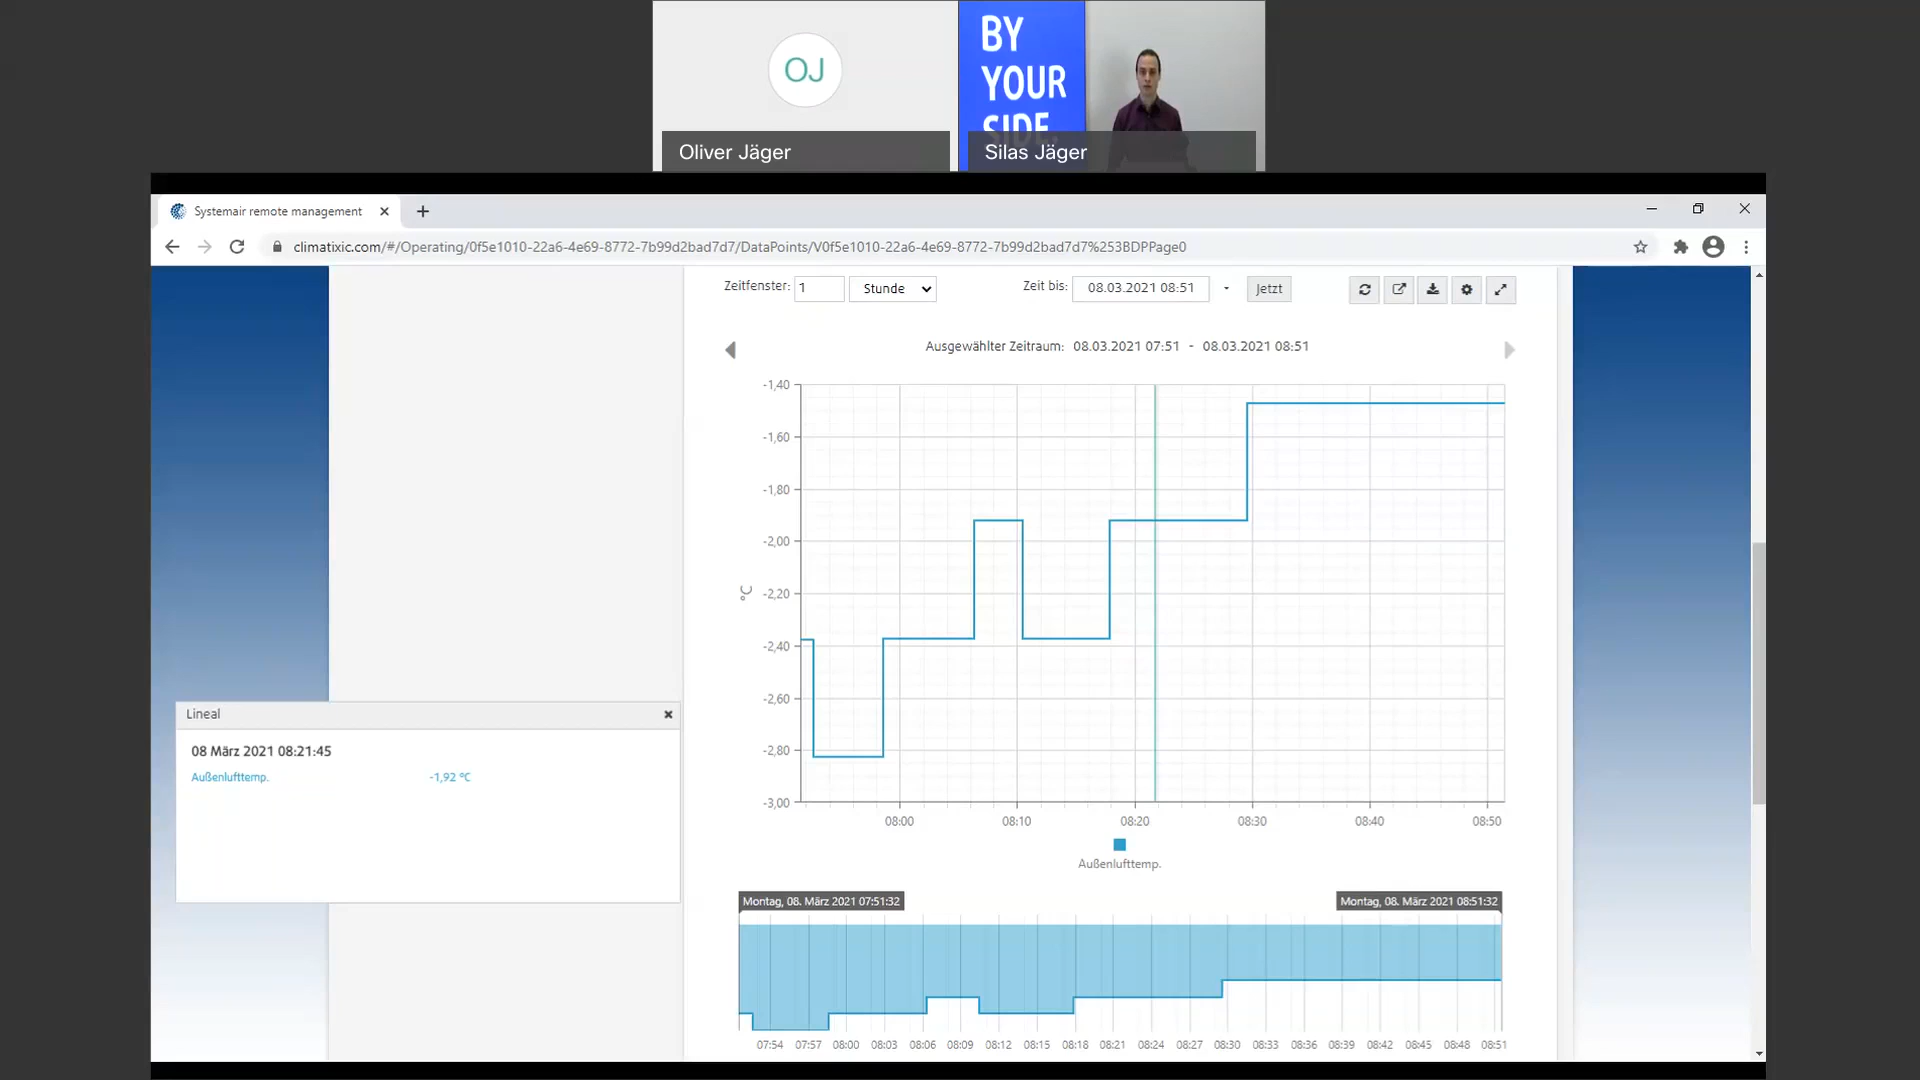 OJ
Oliver Jäger
BY
YOUR
SIDE.
Silas Jäger
Systemair remote management
climatixic.com/#/Operating/0f5e1010-22a6-4e69-8772-7b99d2bad7d7/DataPoints/V0f5e1010-22a6-4e69-8772-7b99d2bad7d7%253BDPPage0
Zeitfenster: 1 Stunde Zeit bis: 08.03.2021 08:51 Jetzt
Ausgewählter Zeitraum: 08.03.2021 07:51 - 08.03.2021 08:51
-1,40
-1,60
-1,80
-2,00
-2,20
-2,40
-2,60
-2,80
-3,00
°C
08:00 08:10 08:20 08:30 08:40 08:50
Außenlufttemp.
Lineal
08 März 2021 08:21:45
Außenlufttemp. -1,92 °C
Montag, 08. März 2021 07:51:32 Montag, 08. März 2021 08:51:32
07:54 07:57 08:00 08:03 08:06 08:09 08:12 08:15 08:18 08:21 08:24 08:27 08:30 08:33 08:36 08:39 08:42 08:45 08:48 08:51